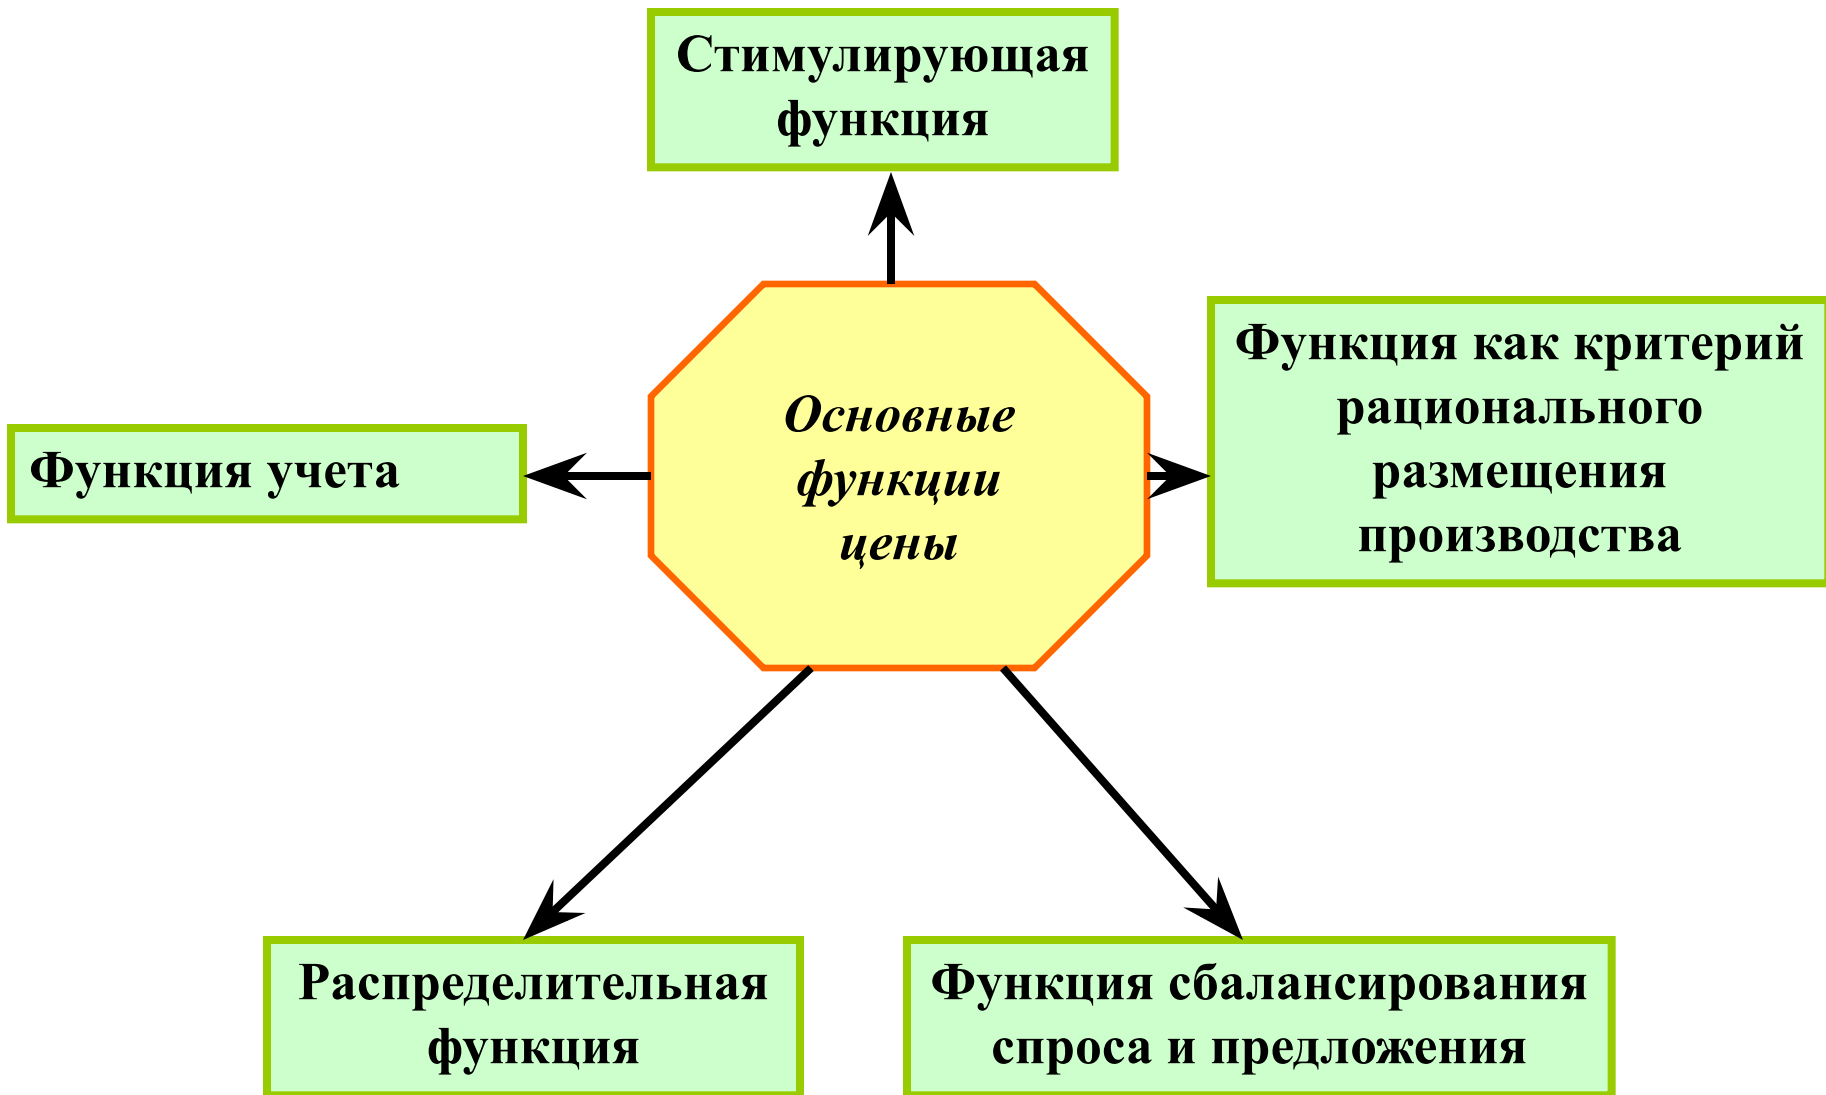 Стимулирующая
функция
Основные
функции
цены
Функция как критерий
рационального
размещения
производства
Функция учета
Распределительная
функция
Функция сбалансирования
спроса и предложения